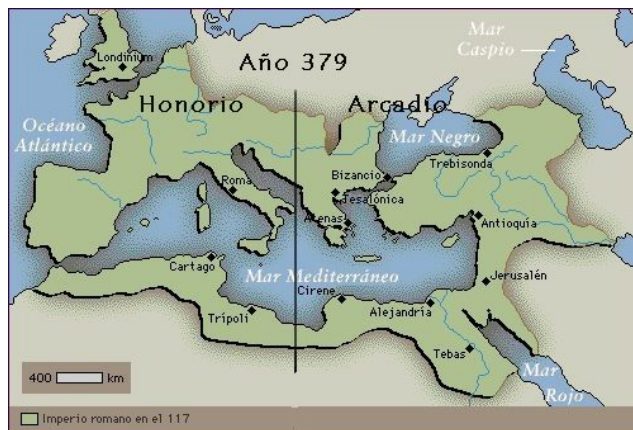 Mar
Caspio
Londinium
Año 379
Honorio
Arcadio
Océano
Atlántico
Mar Negro
Trebisonda
Bizancio
Roma
Tesalónica
Atenas
Antioquía
Cartago
Mar Mediterráneo
Jerusalén
Cirene
Trípoli
Alejandría
Tebas
400 km
Mar
Rojo
Imperio romano en el 117